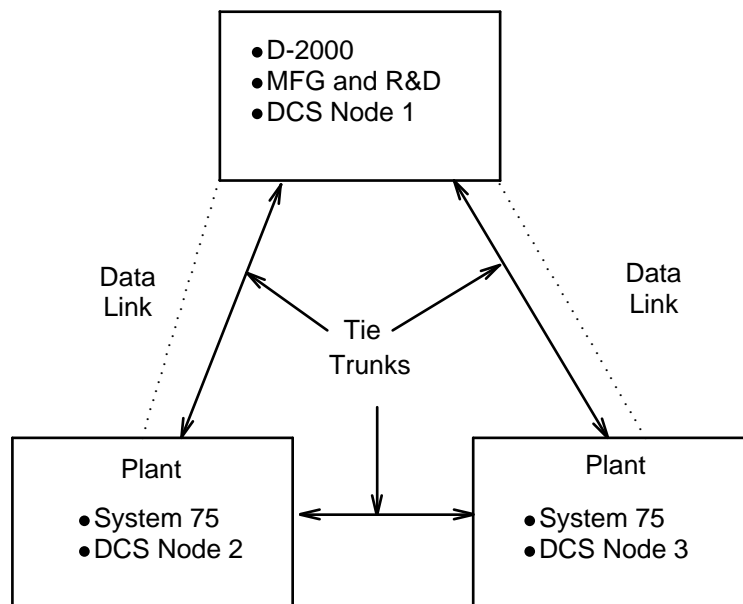 ●D-2000
●MFG and R&D
●DCS Node 1
Data
Link
Data
Link
Tie
Trunks
Plant
●System 75
●DCS Node 2
Plant
●System 75
●DCS Node 3